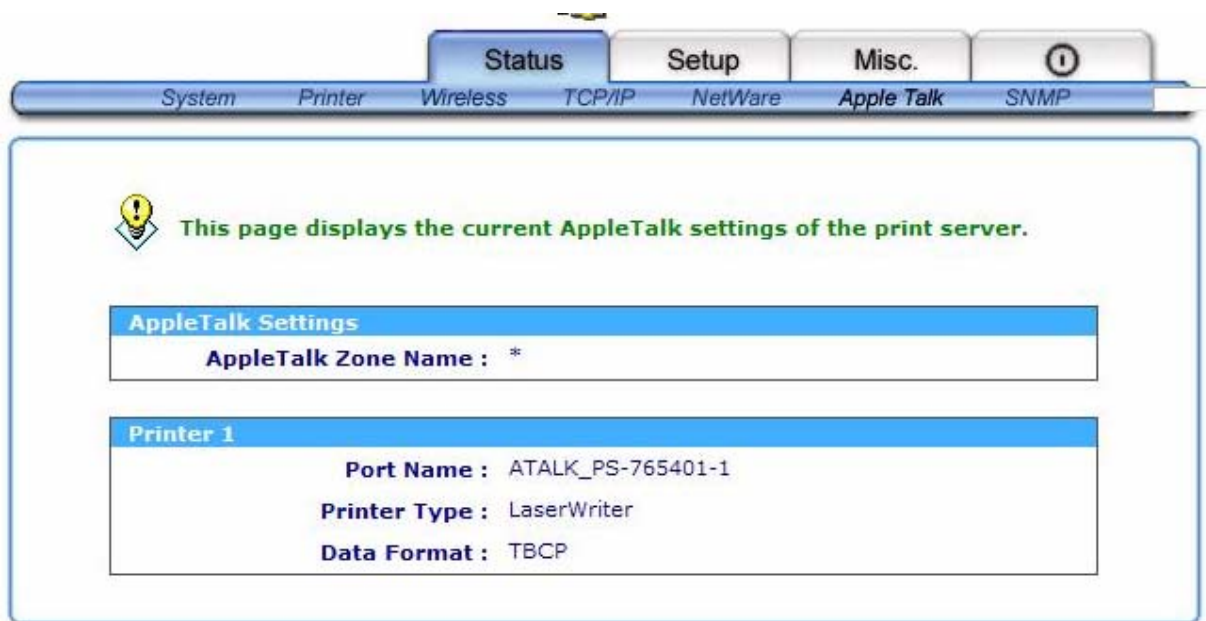 Status Setup Misc.
System Printer Wireless TCP/IP NetWare Apple Talk SNMP
This page displays the current AppleTalk settings of the print server.
AppleTalk Settings
AppleTalk Zone Name : *
Printer 1
Port Name : ATALK_PS-765401-1
Printer Type : LaserWriter
Data Format : TBCP